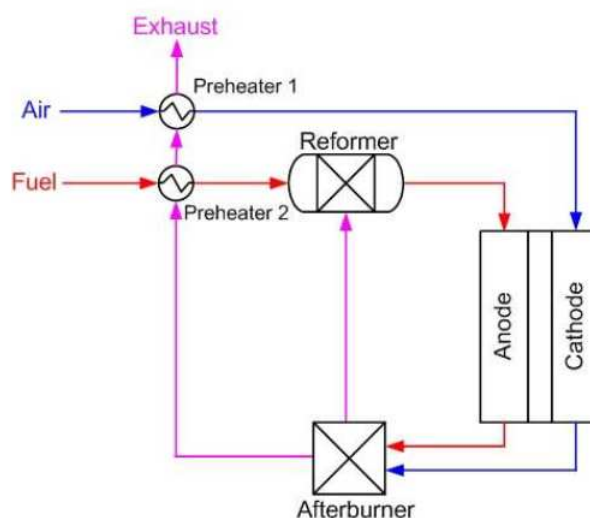 Exhaust
Preheater 1
Air
Reformer
Fuel
Preheater 2
Anode
Cathode
Afterburner